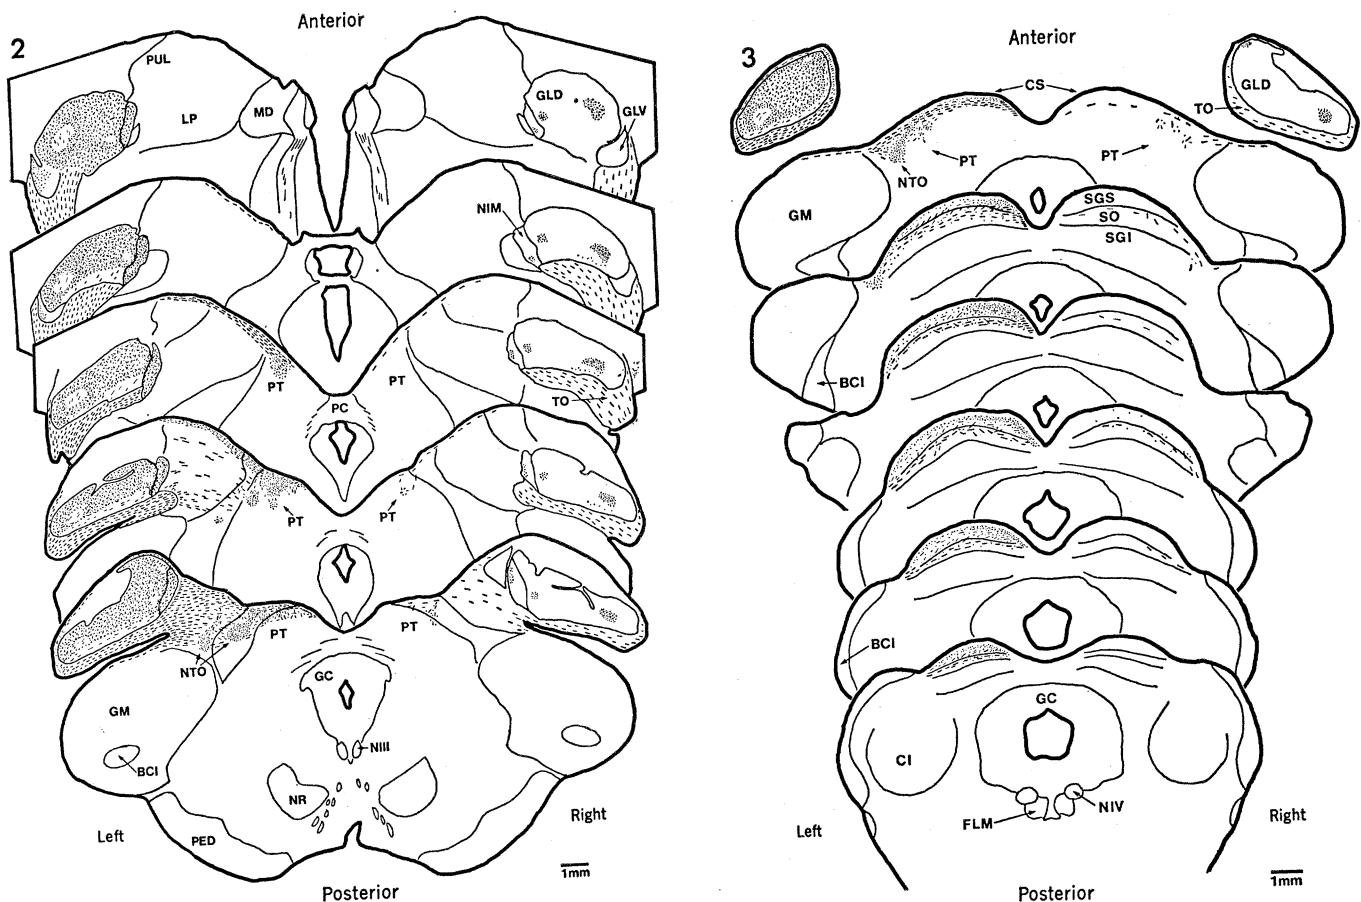 2
Anterior
PUL
LP
MD
GLD
GLV
NIM
PT
PT
PC
TO
PT
PT
PT
PT
NTO
GC
GM
NIII
BCI
NR
PED
Left
Right
1mm
Posterior
3
Anterior
CS
GLD
TO
PT
PT
NTO
GM
SGS
SO
SGI
BCI
BCI
GC
CI
NIV
FLM
Left
Right
1mm
Posterior